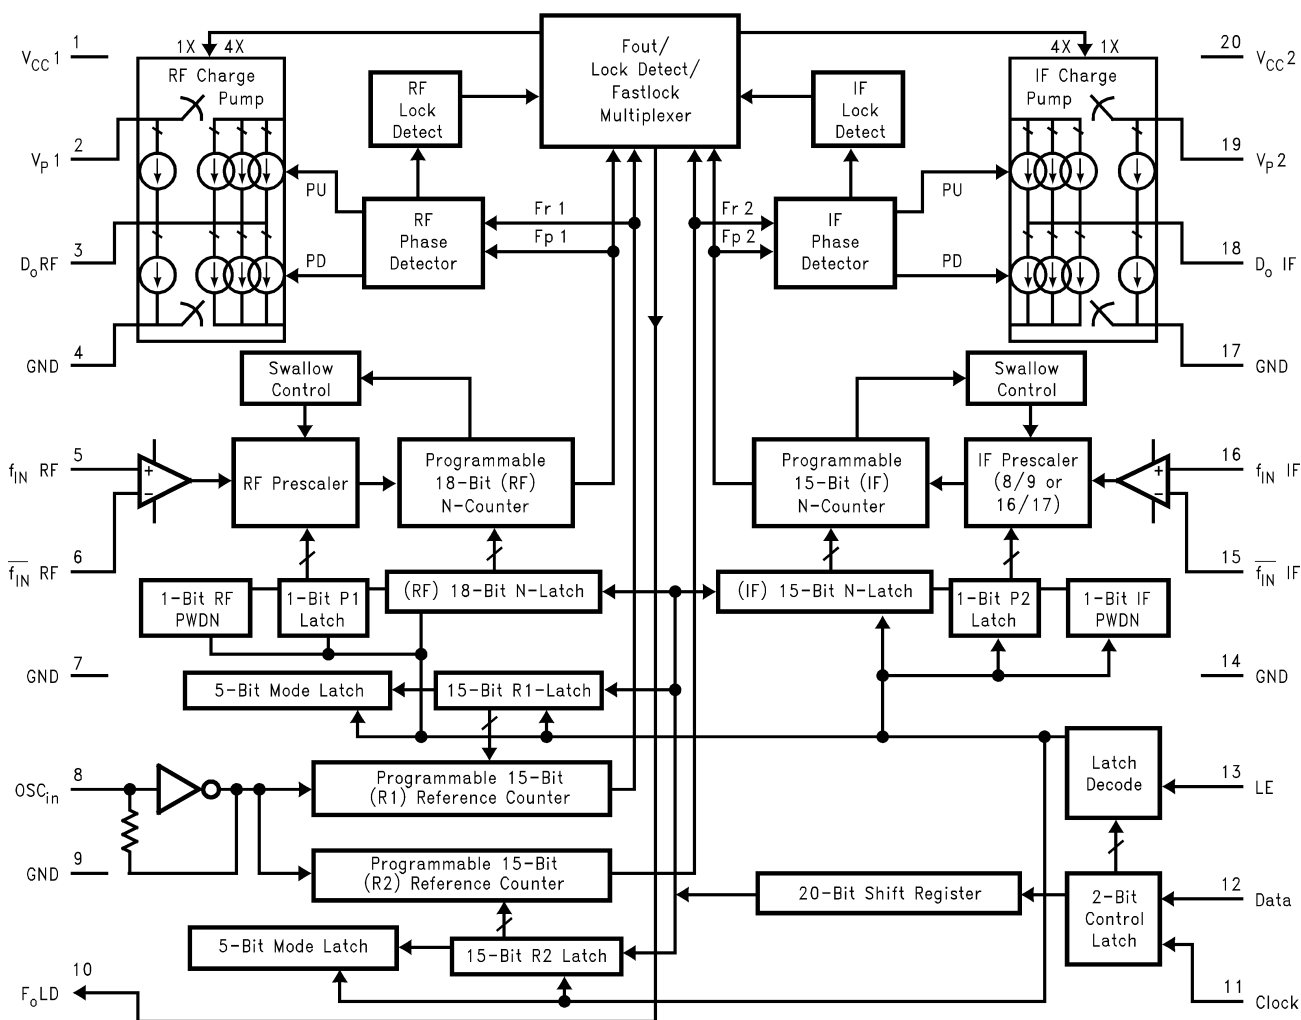 1
V_CC 1
1X 4X
Fout/
Lock Detect/
Fastlock
Multiplexer
4X 1X
20
V_CC 2
RF Charge
Pump
RF
Lock
Detect
IF
Lock
Detect
IF Charge
Pump
2
V_P 1
19
V_P 2
PU
PU
RF
Phase
Detector
Fr 1
Fp 1
Fr 2
Fp 2
IF
Phase
Detector
3
D_o RF
PD
PD
18
D_o IF
4
GND
17
GND
Swallow
Control
Swallow
Control
5
f_IN RF
+
−
RF Prescaler
Programmable
18-Bit (RF)
N-Counter
Programmable
15-Bit (IF)
N-Counter
IF Prescaler
(8/9 or
16/17)
+
−
16
f_IN IF
6
f̅_IN RF
15
f̅_IN IF
1-Bit RF
PWDN
1-Bit P1
Latch
(RF) 18-Bit N-Latch
(IF) 15-Bit N-Latch
1-Bit P2
Latch
1-Bit IF
PWDN
7
GND
14
GND
5-Bit Mode Latch
15-Bit R1-Latch
8
OSC_in
Programmable 15-Bit
(R1) Reference Counter
Latch
Decode
13
LE
9
GND
Programmable 15-Bit
(R2) Reference Counter
20-Bit Shift Register
2-Bit
Control
Latch
12
Data
5-Bit Mode Latch
15-Bit R2 Latch
10
F_oLD
11
Clock